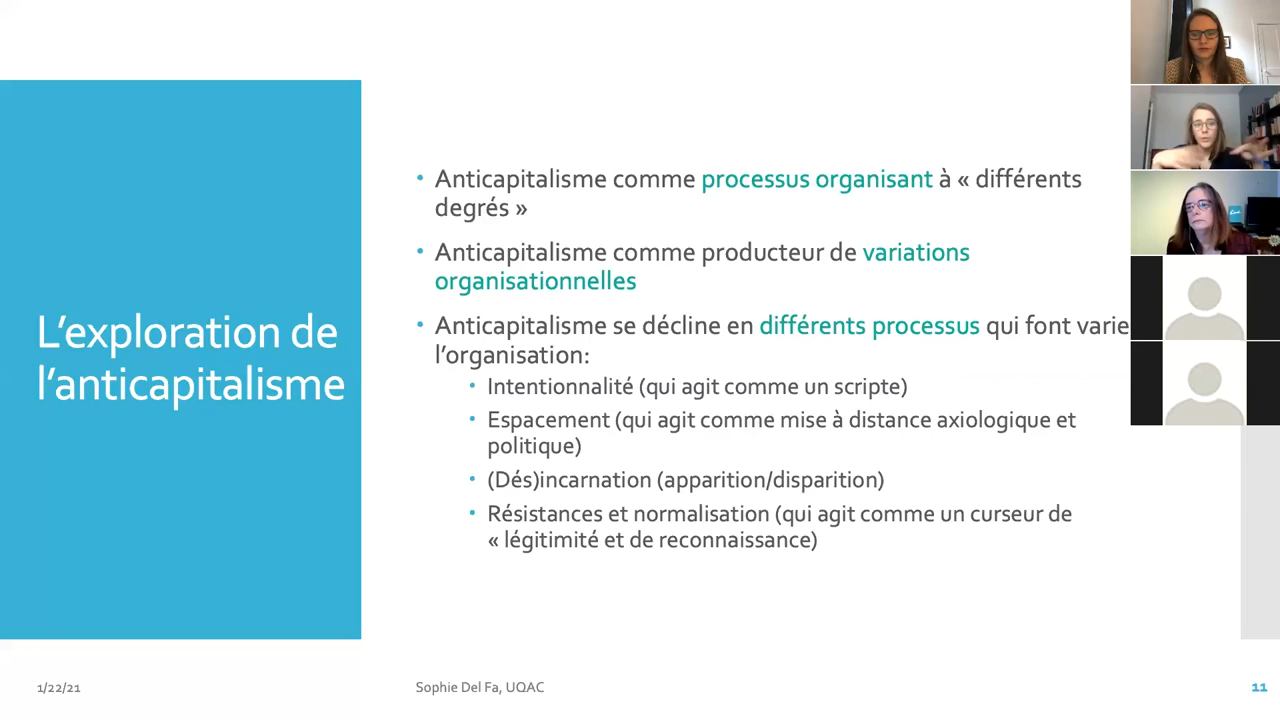 L'exploration de
l'anticapitalisme
• Anticapitalisme comme processus organisant à « différents
degrés »
• Anticapitalisme comme producteur de variations
organisationnelles
• Anticapitalisme se décline en différents processus qui font varie
l'organisation:
• Intentionnalité (qui agit comme un scripte)
• Espacement (qui agit comme mise à distance axiologique et
politique)
• (Dés)incarnation (apparition/disparition)
• Résistances et normalisation (qui agit comme un curseur de
« légitimité et de reconnaissance)
1/22/21
Sophie Del Fa, UQAC
11